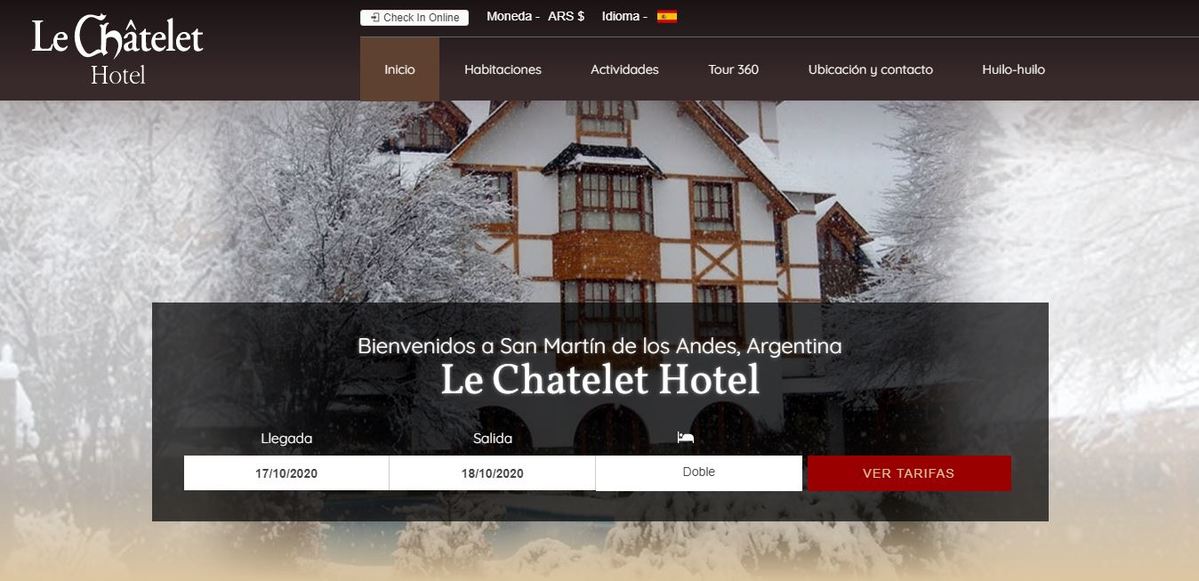 Le Châtelet
Hotel
Check In Online
Moneda - ARS $
Idioma -
Inicio
Habitaciones
Actividades
Tour 360
Ubicación y contacto
Huilo-huilo
Bienvenidos a San Martín de los Andes, Argentina
Le Chatelet Hotel
Llegada
Salida
17/10/2020
18/10/2020
Doble
VER TARIFAS